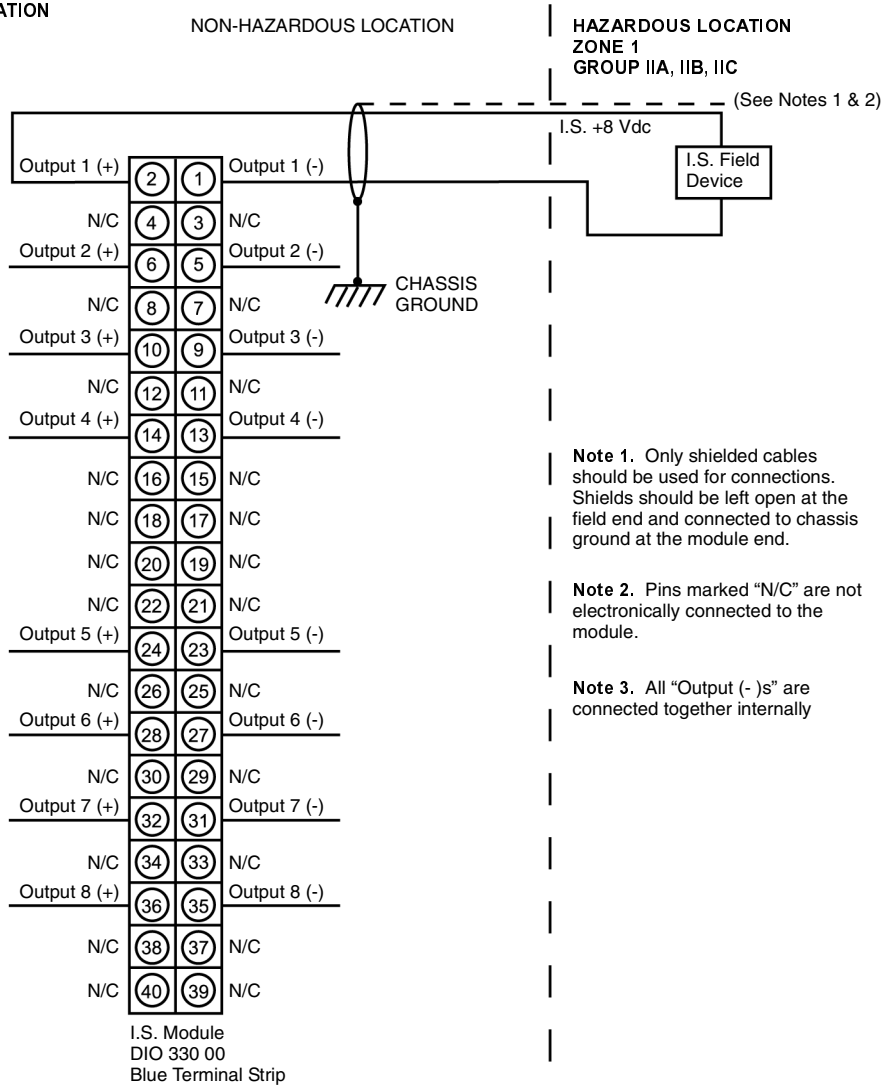 NON-HAZARDOUS LOCATION
HAZARDOUS LOCATION
ZONE 1
GROUP IIA, IIB, IIC
(See Notes 1 & 2)
I.S. +8 Vdc
I.S. Field
Device
Output 1 (+) 2 1 Output 1 (-)
N/C 4 3 N/C
Output 2 (+) 6 5 Output 2 (-)
CHASSIS
GROUND
N/C 8 7 N/C
Output 3 (+) 10 9 Output 3 (-)
N/C 12 11 N/C
Output 4 (+) 14 13 Output 4 (-)
N/C 16 15 N/C
N/C 18 17 N/C
N/C 20 19 N/C
N/C 22 21 N/C
Output 5 (+) 24 23 Output 5 (-)
N/C 26 25 N/C
Output 6 (+) 28 27 Output 6 (-)
N/C 30 29 N/C
Output 7 (+) 32 31 Output 7 (-)
N/C 34 33 N/C
Output 8 (+) 36 35 Output 8 (-)
N/C 38 37 N/C
N/C 40 39 N/C
I.S. Module
DIO 330 00
Blue Terminal Strip
Note 1. Only shielded cables
should be used for connections.
Shields should be left open at the
field end and connected to chassis
ground at the module end.
Note 2. Pins marked “N/C” are not
electronically connected to the
module.
Note 3. All “Output (- )s” are
connected together internally